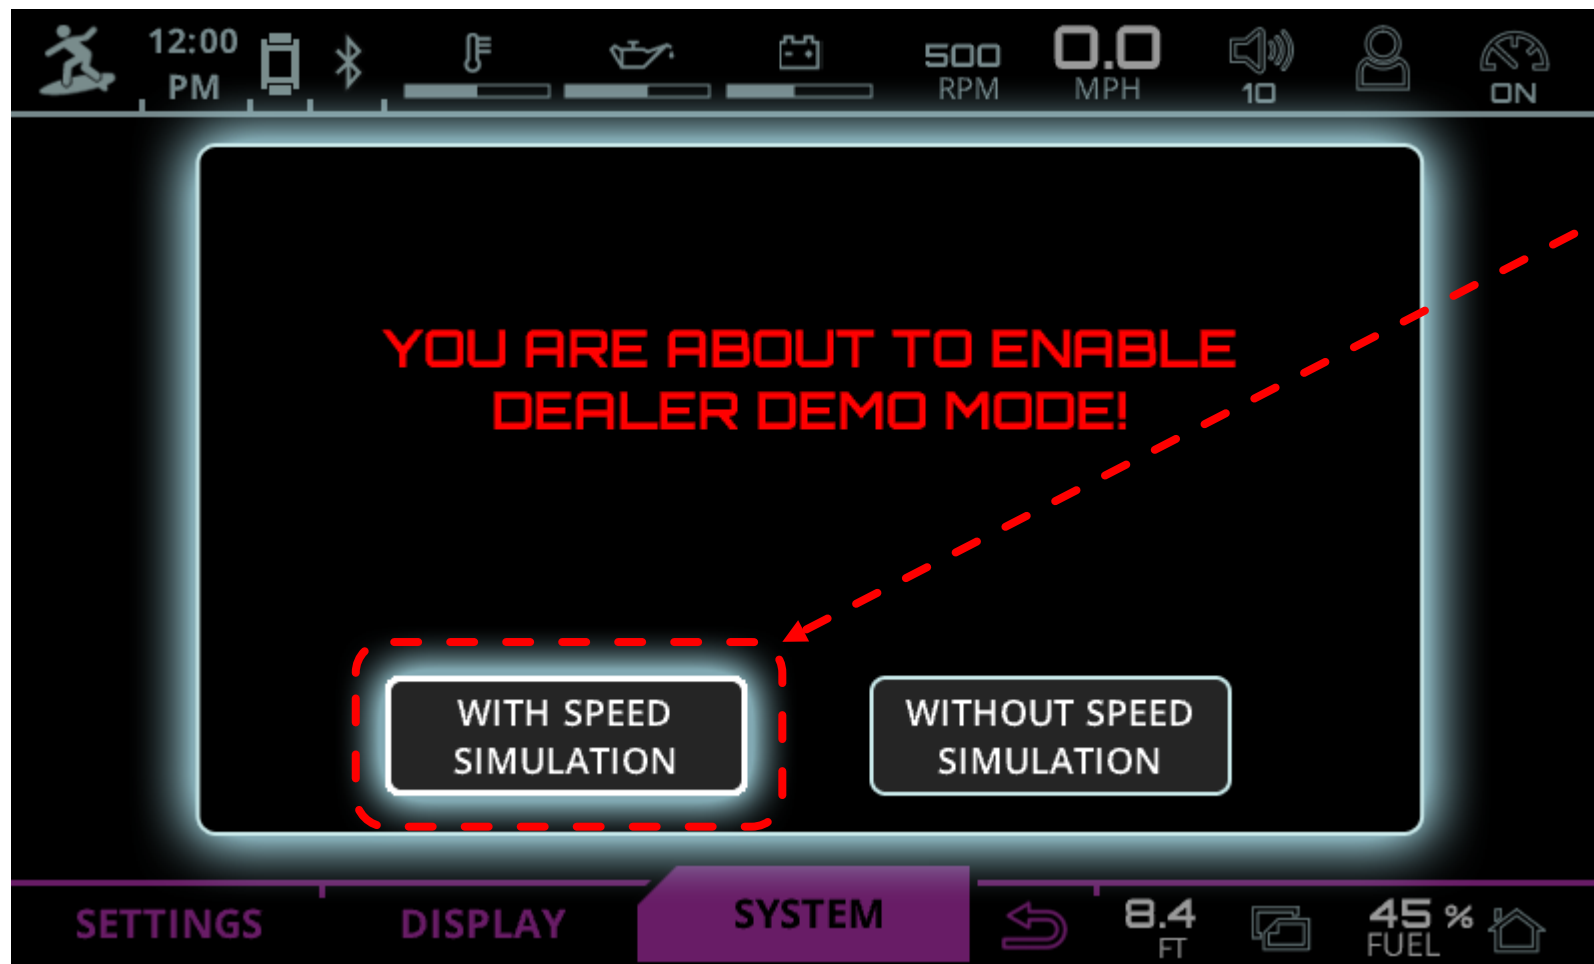 12:00
PM
500
RPM
0.0
MPH
10
ON
YOU ARE ABOUT TO ENABLE
DEALER DEMO MODE!
WITH SPEED
SIMULATION
WITHOUT SPEED
SIMULATION
SETTINGS
DISPLAY
SYSTEM
8.4
FT
45 %
FUEL